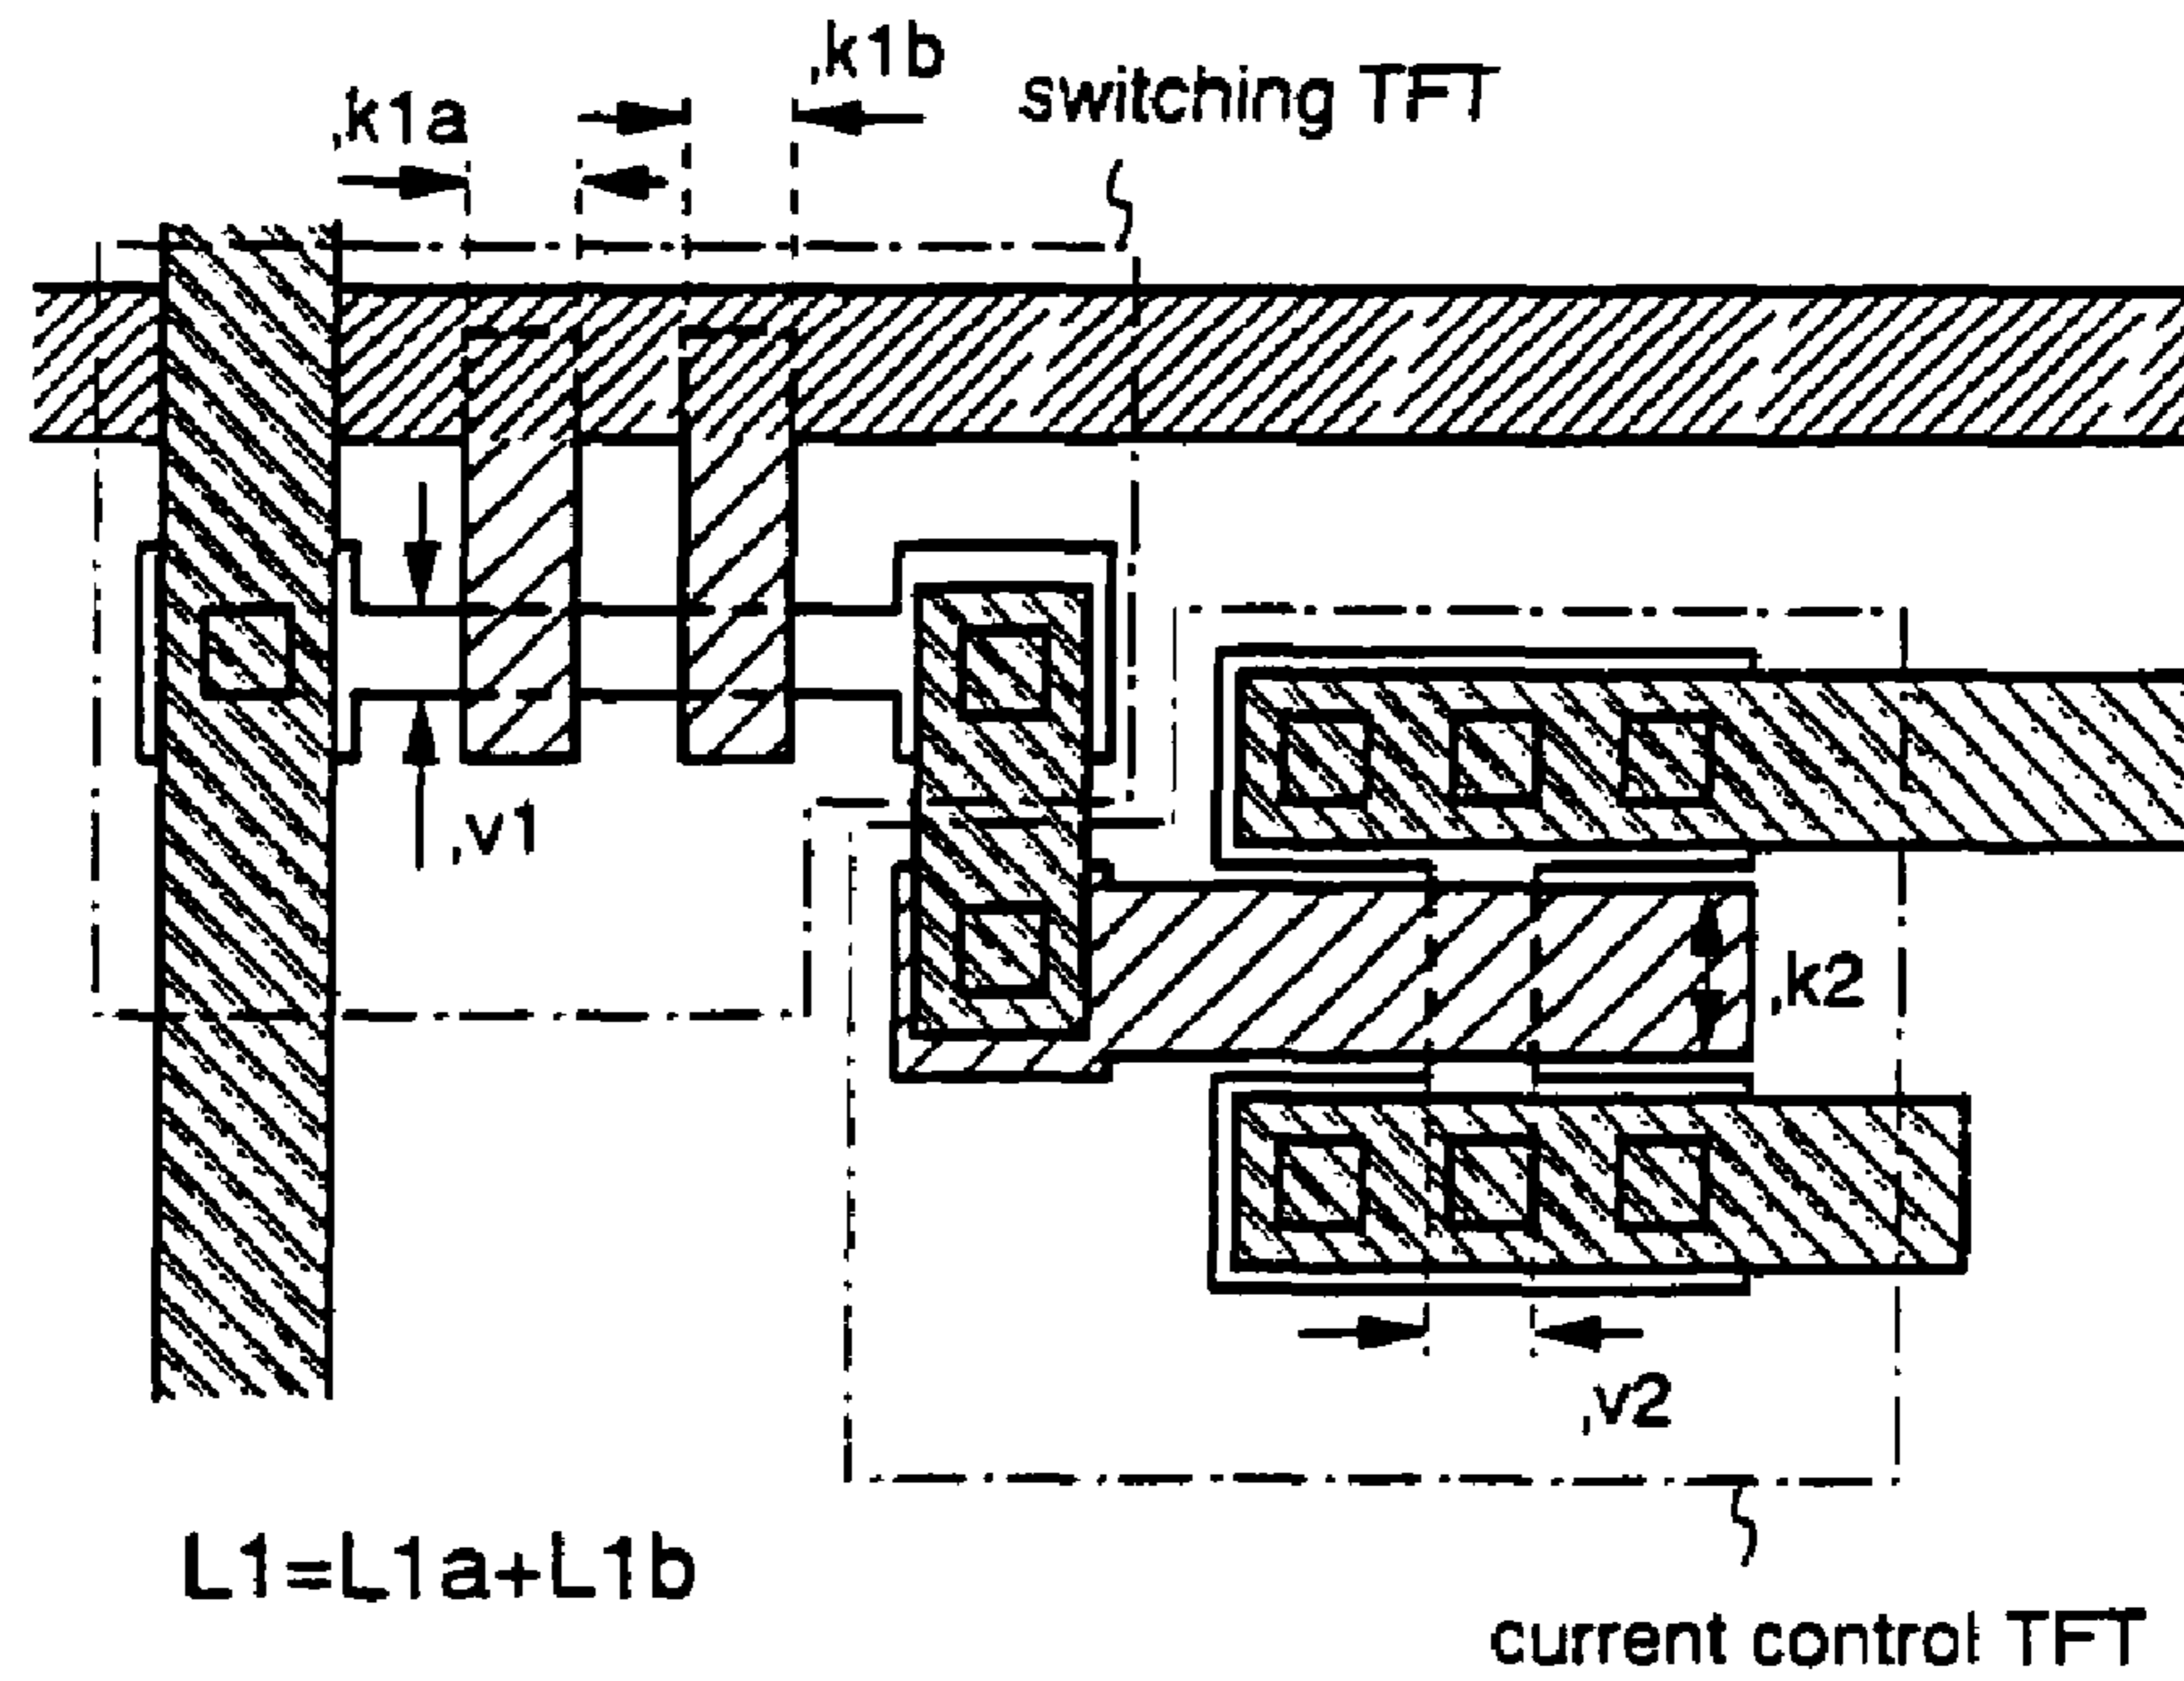 ,k1b
switching TFT
,k1a
,v1
,k2
,v2
L1=L1a+L1b
current control TFT